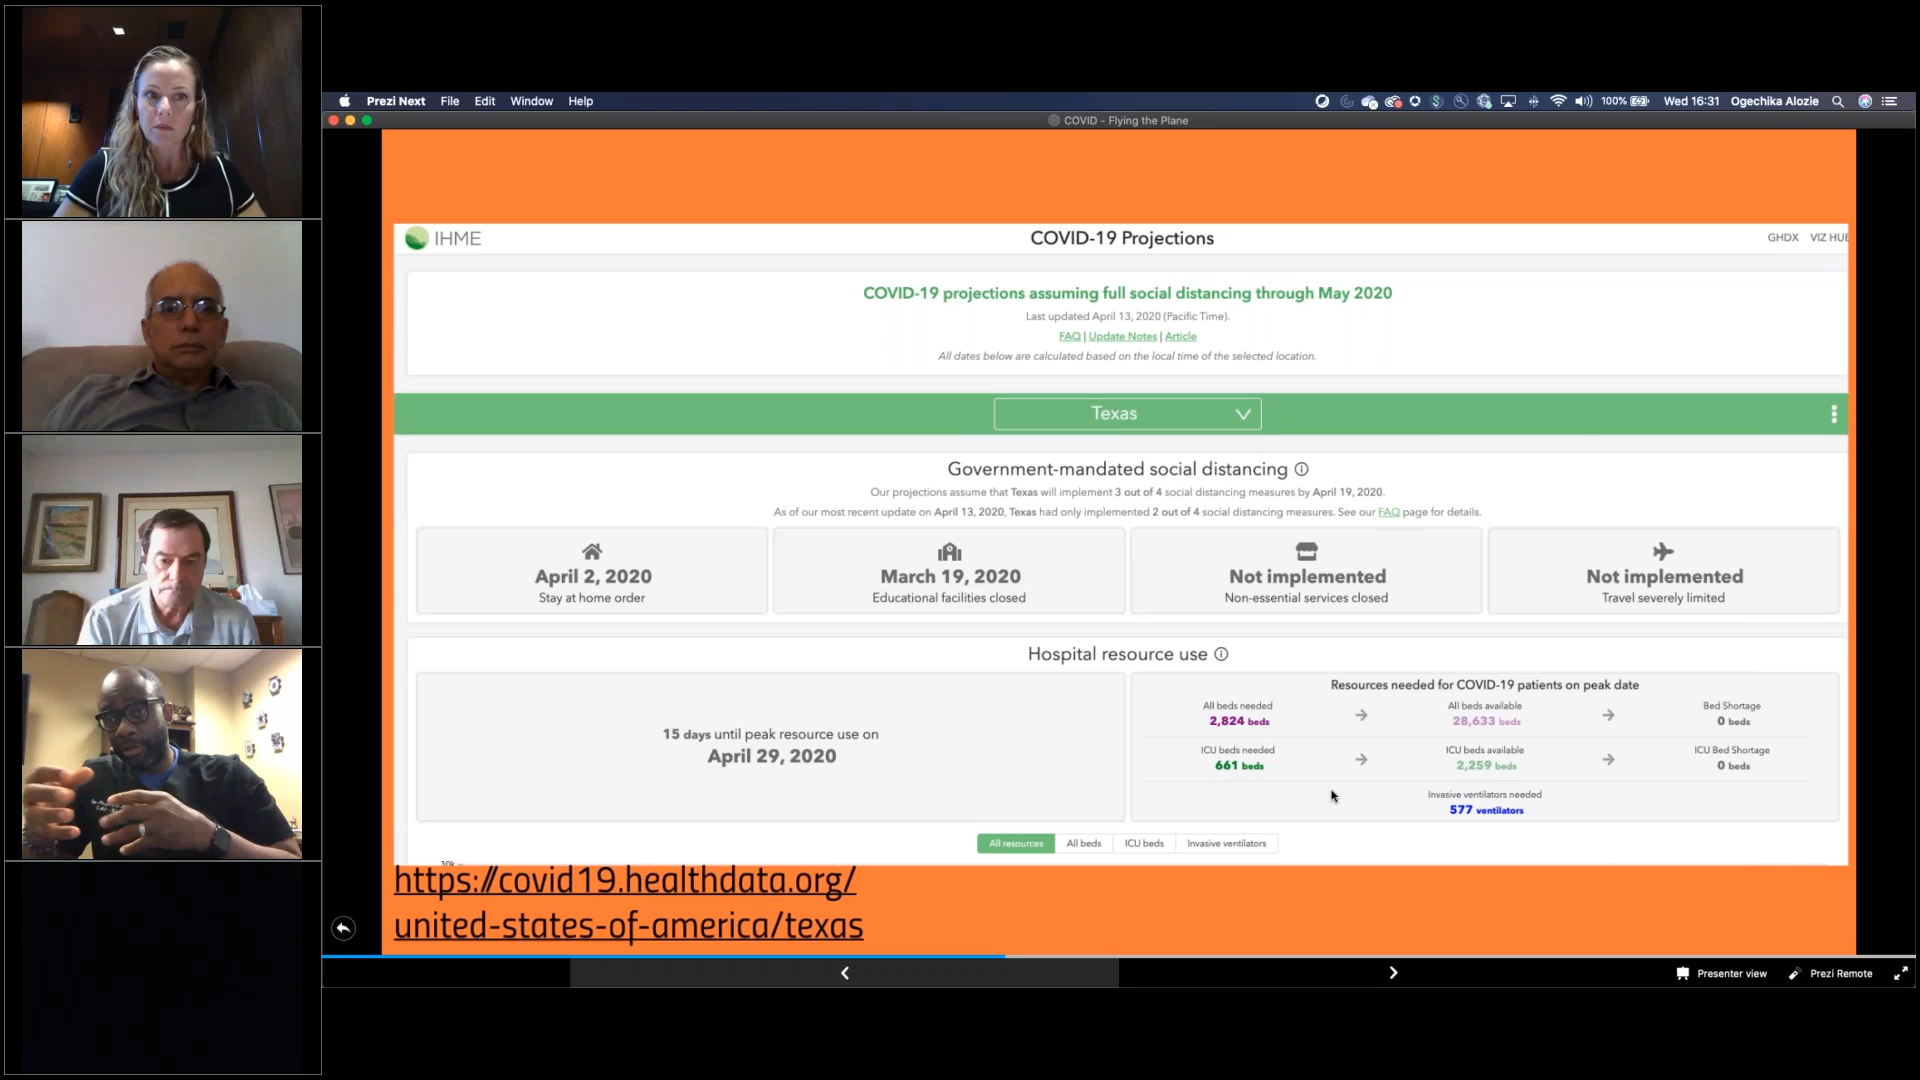 Prezi Next File Edit Window Help
100% Wed 16:31 Ogechika Alozie
COVID - Flying the Plane
IHME
COVID-19 Projections
GHDX VIZ HUB
COVID-19 projections assuming full social distancing through May 2020
Last updated April 13, 2020 (Pacific Time).
FAQ | Update Notes | Article
All dates below are calculated based on the local time of the selected location.
Texas
Government-mandated social distancing
Our projections assume that Texas will implement 3 out of 4 social distancing measures by April 19, 2020.
As of our most recent update on April 13, 2020, Texas had only implemented 2 out of 4 social distancing measures. See our FAQ page for details.
April 2, 2020
Stay at home order
March 19, 2020
Educational facilities closed
Not implemented
Non-essential services closed
Not implemented
Travel severely limited
Hospital resource use
15 days until peak resource use on
April 29, 2020
Resources needed for COVID-19 patients on peak date
All beds needed
2,824 beds
All beds available
28,633 beds
Bed Shortage
0 beds
ICU beds needed
661 beds
ICU beds available
2,259 beds
ICU Bed Shortage
0 beds
Invasive ventilators needed
577 ventilators
All resources All beds ICU beds Invasive ventilators
30k
https://covid19.healthdata.org/
united-states-of-america/texas
Presenter view Prezi Remote